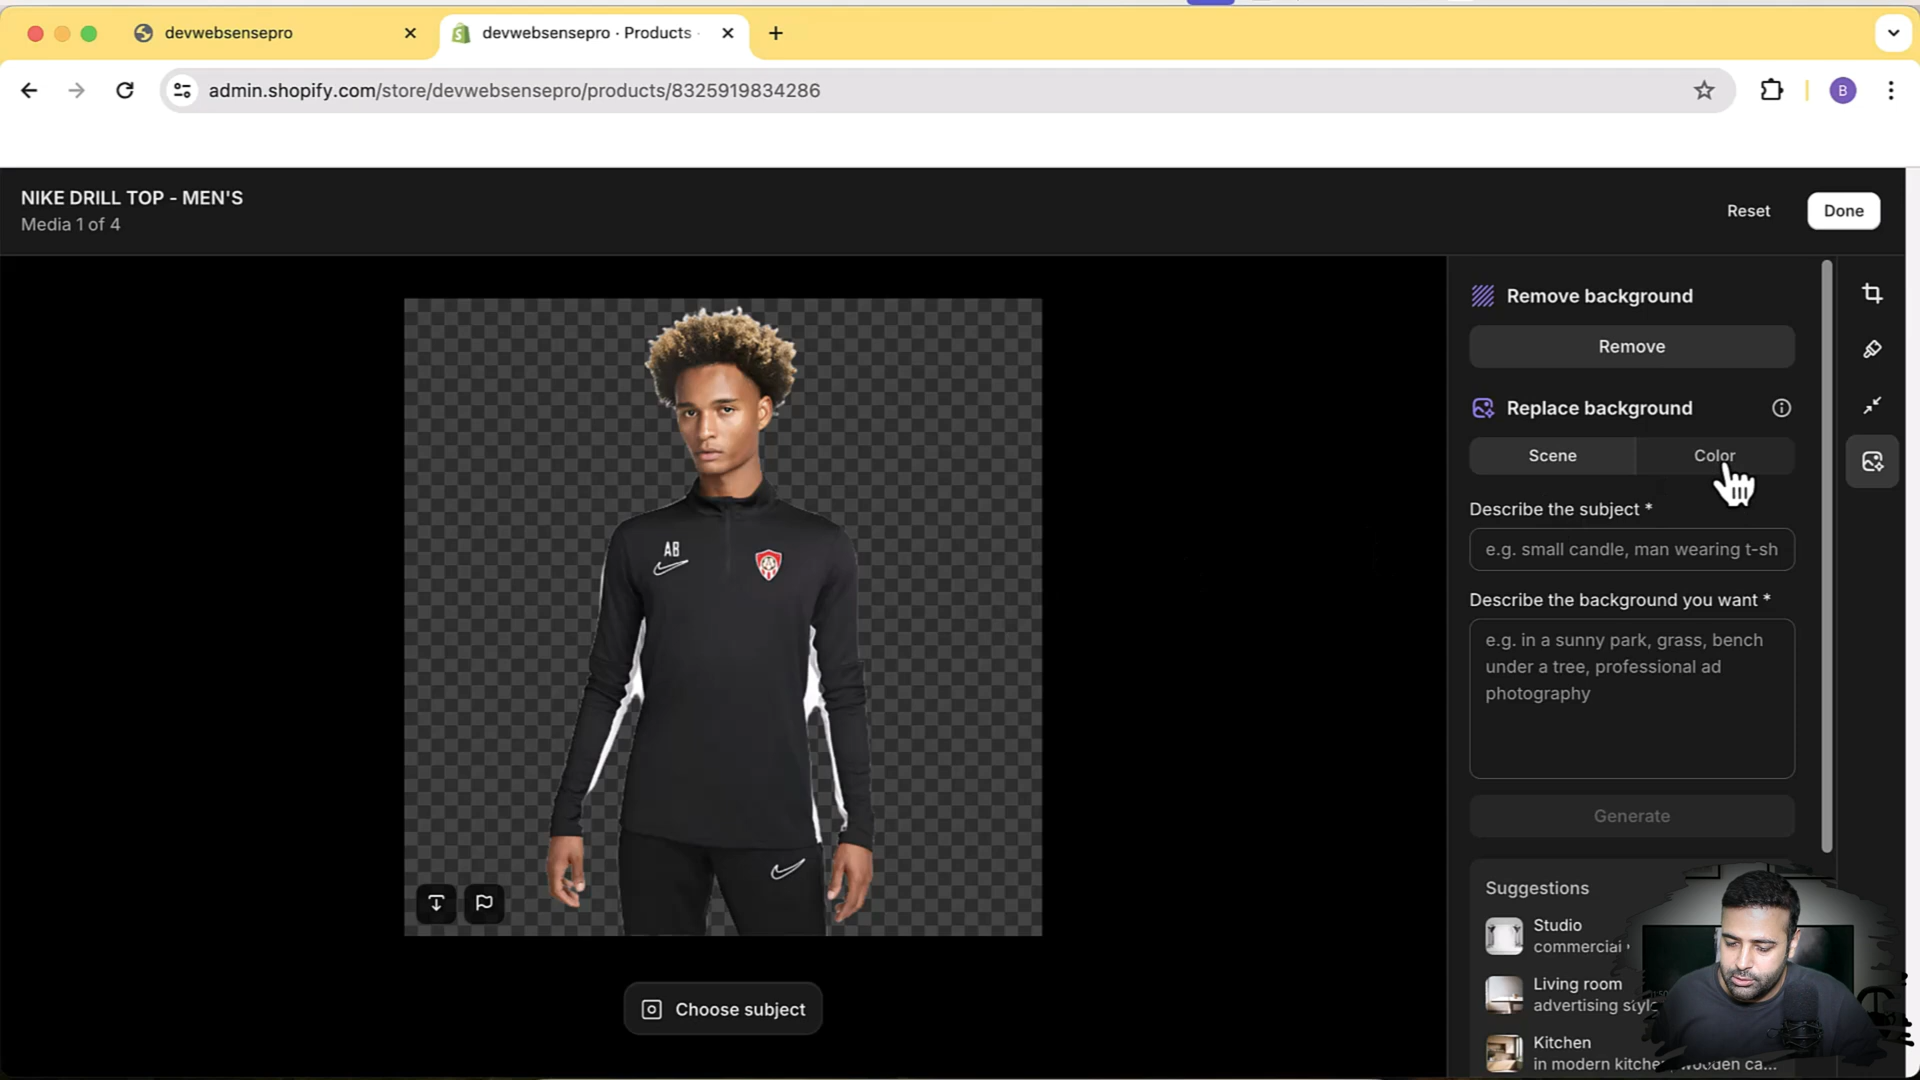 devwebsensepro
devwebsensepro · Products
admin.shopify.com/store/devwebsensepro/products/8325919834286
B
NIKE DRILL TOP - MEN'S
Media 1 of 4
Reset
Done
Remove background
Remove
Replace background
Scene
Color
Describe the subject *
e.g. small candle, man wearing t-sh
Describe the background you want *
e.g. in a sunny park, grass, bench
under a tree, professional ad
photography
Generate
Suggestions
Studio
commercial
Living room
advertising
Kitchen
in modern kitchen, wooden ca...
AB
Choose subject